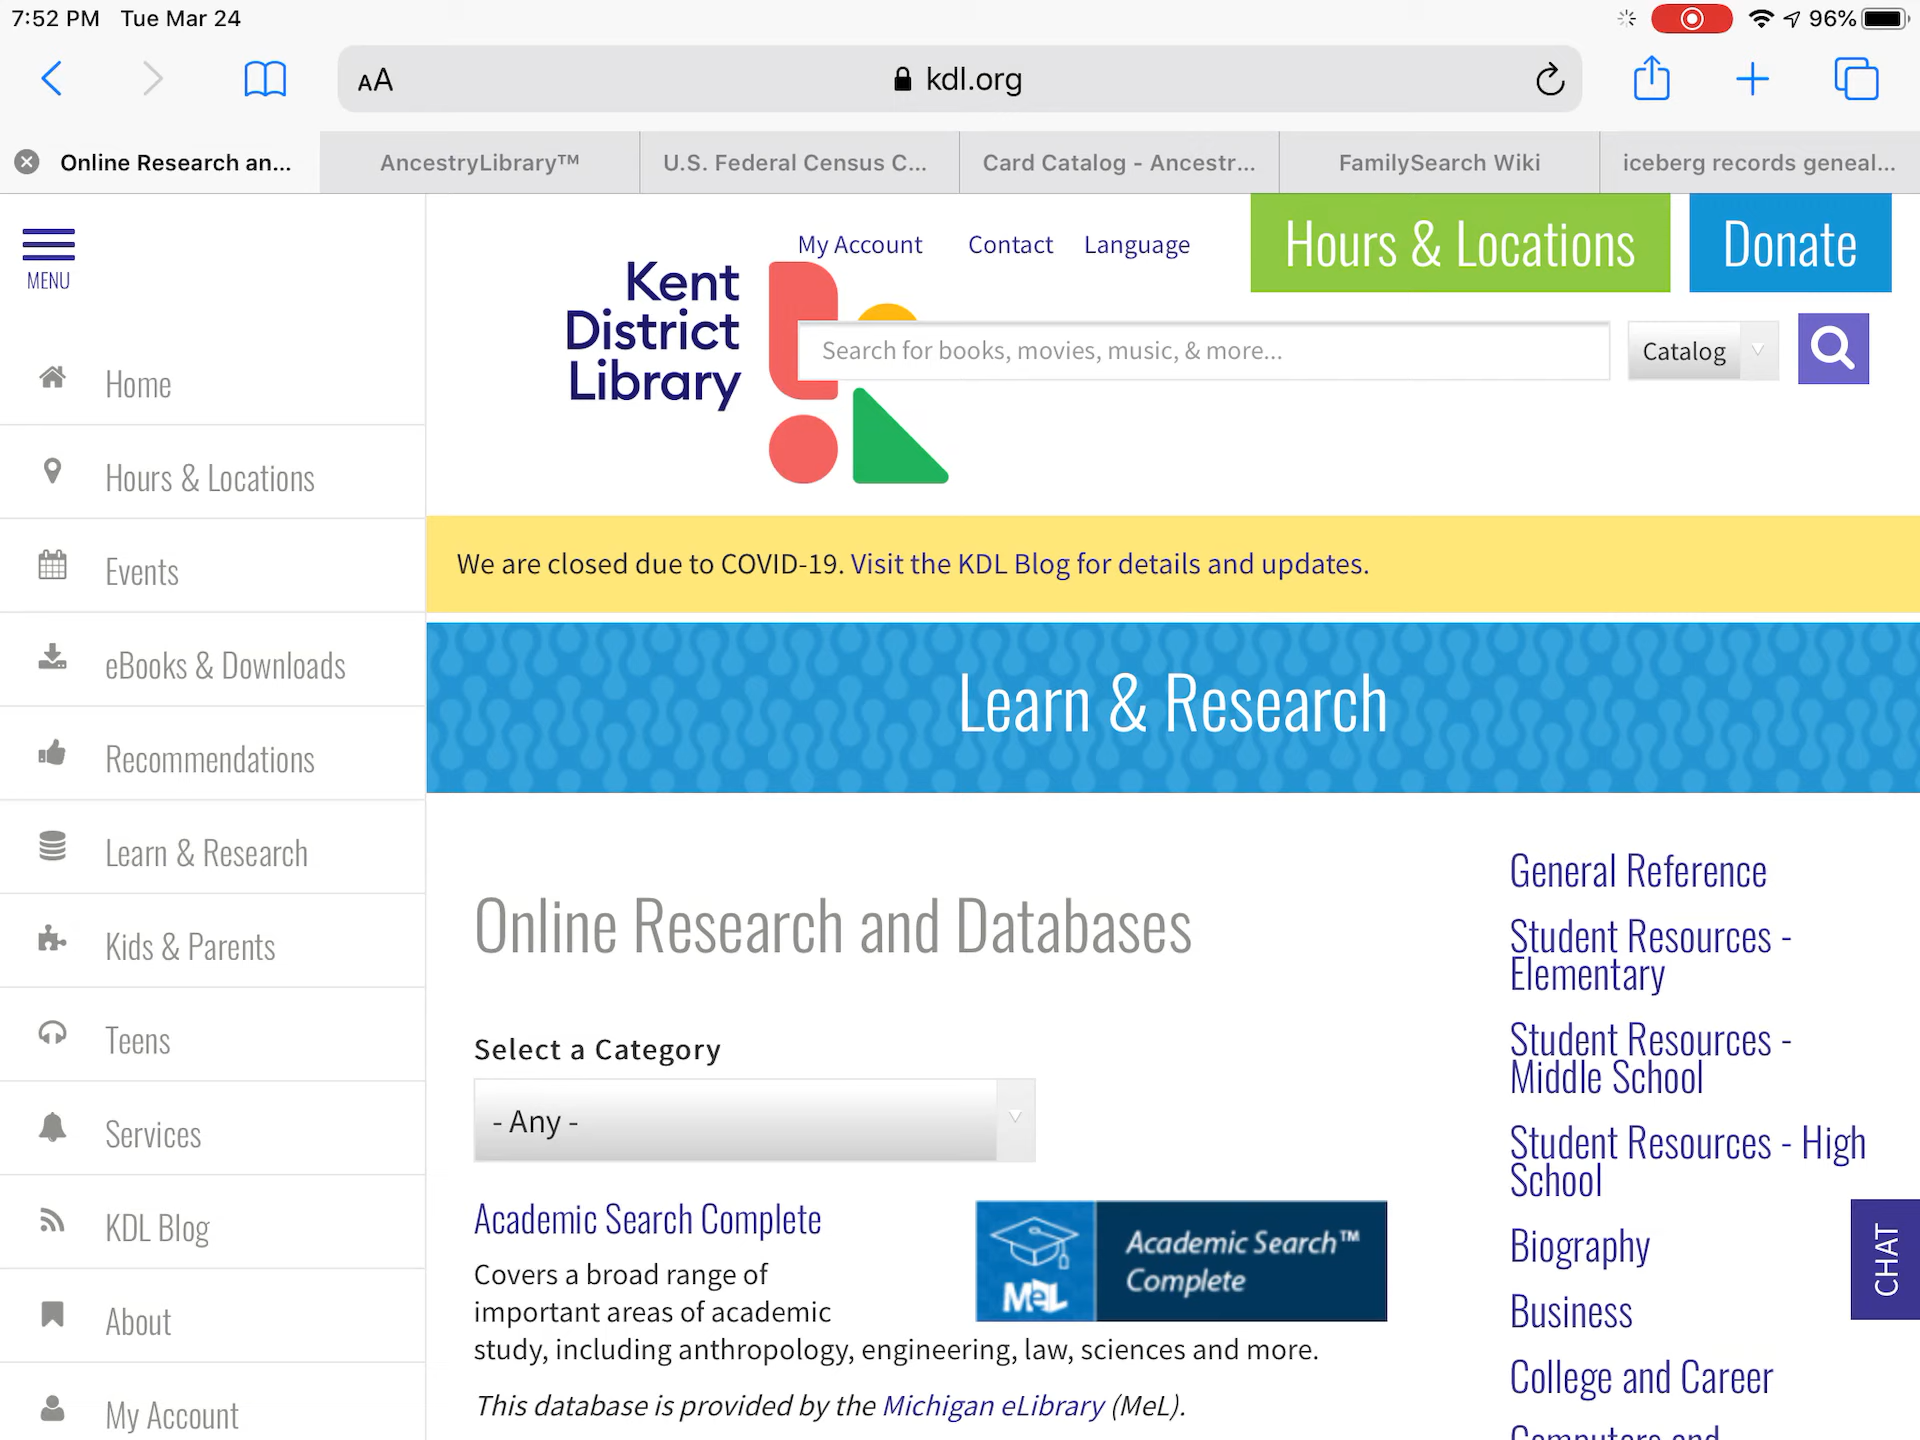 7:52 PM Tue Mar 24
96%
AA
kdl.org
Online Research an...
AncestryLibrary™
U.S. Federal Census C...
Card Catalog - Ancestr...
FamilySearch Wiki
iceberg records geneal...
MENU
Home
Hours & Locations
Events
eBooks & Downloads
Recommendations
Learn & Research
Kids & Parents
Teens
Services
KDL Blog
About
My Account
My Account
Contact
Language
Hours & Locations
Donate
Kent
District
Library
Search for books, movies, music, & more...
Catalog
We are closed due to COVID-19. Visit the KDL Blog for details and updates.
Learn & Research
Online Research and Databases
Select a Category
- Any -
Academic Search Complete
Covers a broad range of
important areas of academic
study, including anthropology, engineering, law, sciences and more.
This database is provided by the Michigan eLibrary (MeL).
MeL
Academic Search™
Complete
General Reference
Student Resources -
Elementary
Student Resources -
Middle School
Student Resources - High
School
Biography
Business
College and Career
Computers and
CHAT